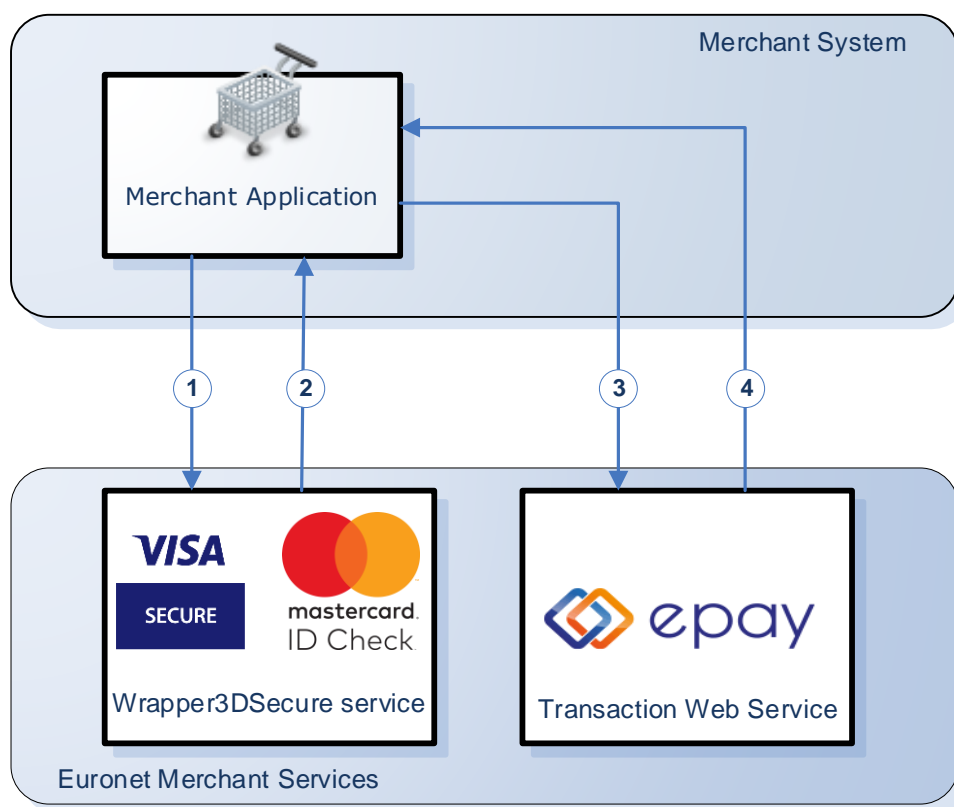 Merchant System
Merchant Application
1
2
3
4
VISA
SECURE
mastercard.
ID Check
epay
Wrapper3DSecure service
Transaction Web Service
Euronet Merchant Services